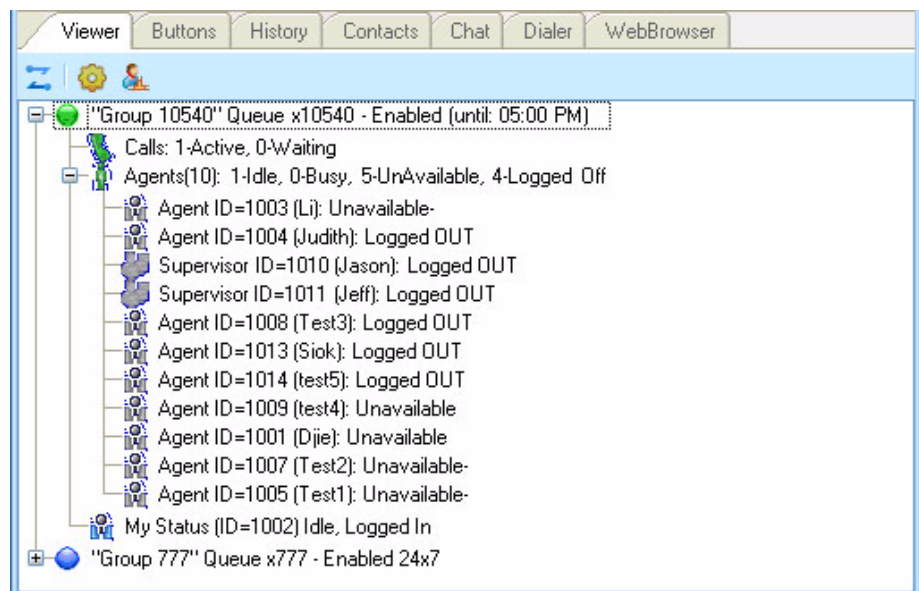 Viewer Buttons History Contacts Chat Dialer WebBrowser
"Group 10540" Queue x10540 - Enabled (until: 05:00 PM)
Calls: 1-Active, 0-Waiting
Agents(10): 1-Idle, 0-Busy, 5-UnAvailable, 4-Logged Off
Agent ID=1003 (Li): Unavailable-
Agent ID=1004 (Judith): Logged OUT
Supervisor ID=1010 (Jason): Logged OUT
Supervisor ID=1011 (Jeff): Logged OUT
Agent ID=1008 (Test3): Logged OUT
Agent ID=1013 (Siok): Logged OUT
Agent ID=1014 (test5): Logged OUT
Agent ID=1009 (test4): Unavailable
Agent ID=1001 (Djie): Unavailable
Agent ID=1007 (Test2): Unavailable-
Agent ID=1005 (Test1): Unavailable-
My Status (ID=1002) Idle, Logged In
"Group 777" Queue x777 - Enabled 24x7